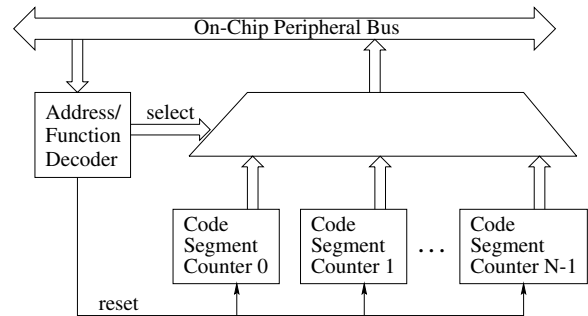 On-Chip Peripheral Bus
Address/
Function
Decoder
select
Code
Segment
Counter 0
Code
Segment
Counter 1
...
Code
Segment
Counter N-1
reset